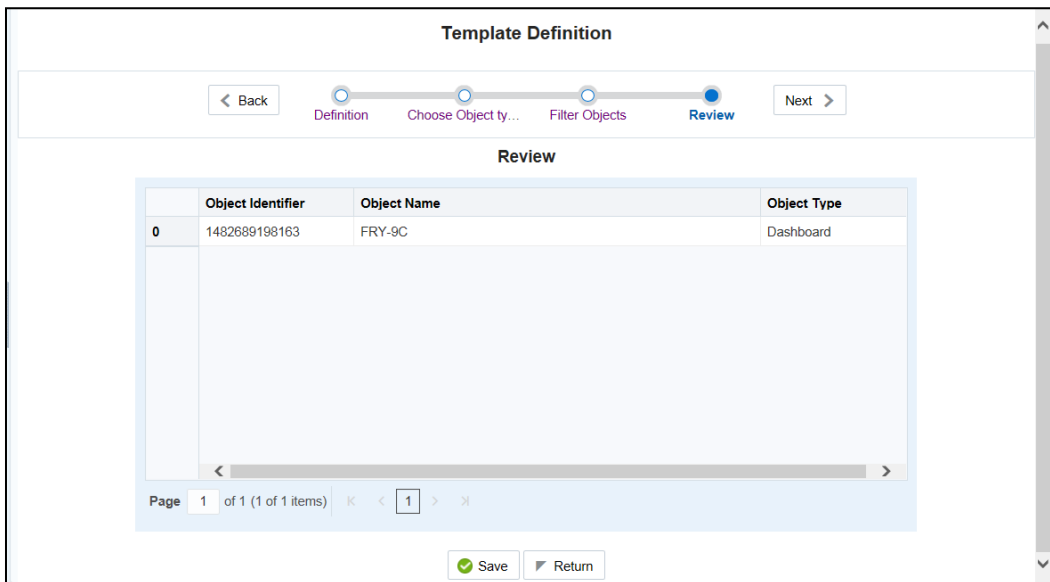 Template Definition
Back
Next
Definition
Choose Object ty...
Filter Objects
Review
Review
Object Identifier Object Name Object Type
0 1482689198163 FRY-9C Dashboard
Page 1 of 1 (1 of 1 items) 1
Save Return